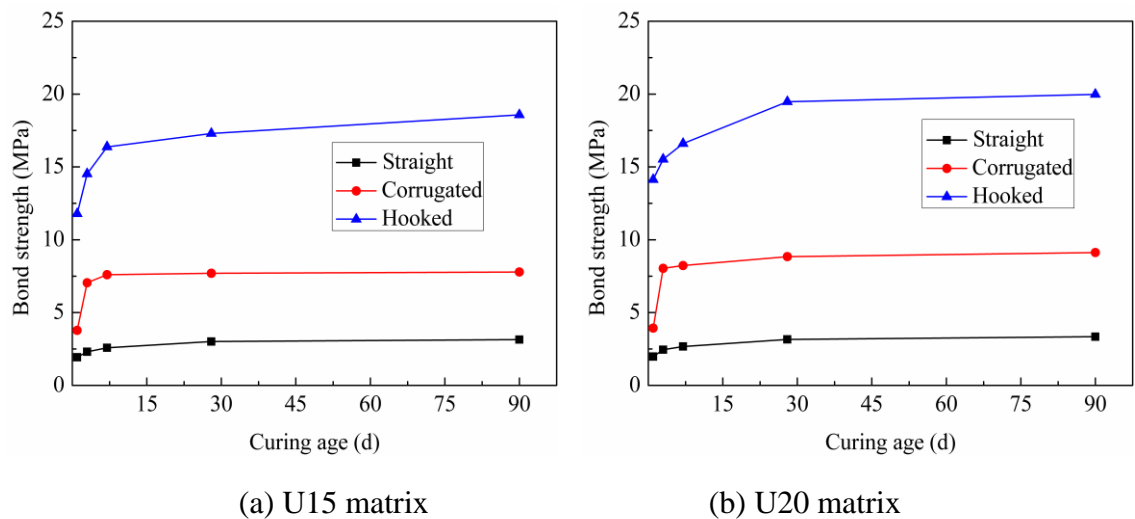 25
20
15
10
5
0
Bond strength (MPa)
Straight
Corrugated
Hooked
15 30 45 60 75 90
Curing age (d)
(a) U15 matrix
25
20
15
10
5
0
Bond strength (MPa)
Straight
Corrugated
Hooked
15 30 45 60 75 90
Curing age (d)
(b) U20 matrix